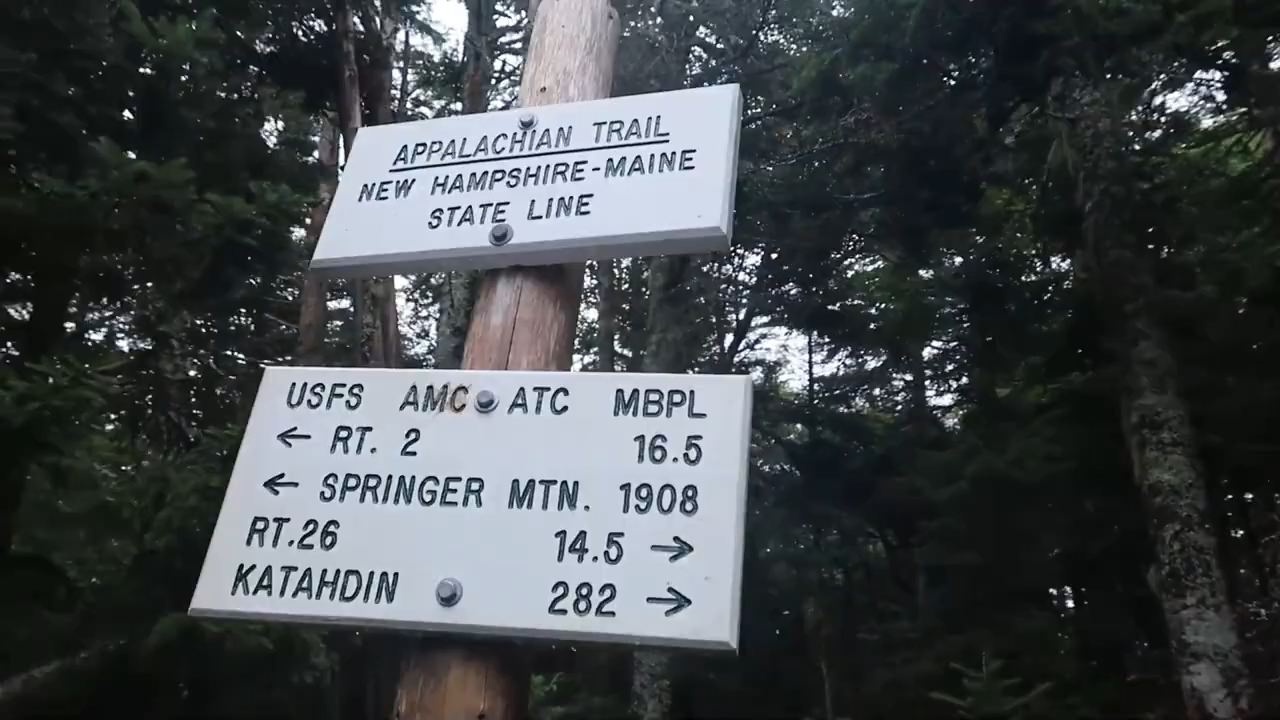 APPALACHIAN TRAIL
NEW HAMPSHIRE-MAINE
STATE LINE
USFS AMC ATC MBPL
← RT. 2 16.5
← SPRINGER MTN. 1908
RT.26 14.5 →
KATAHDIN 282 →